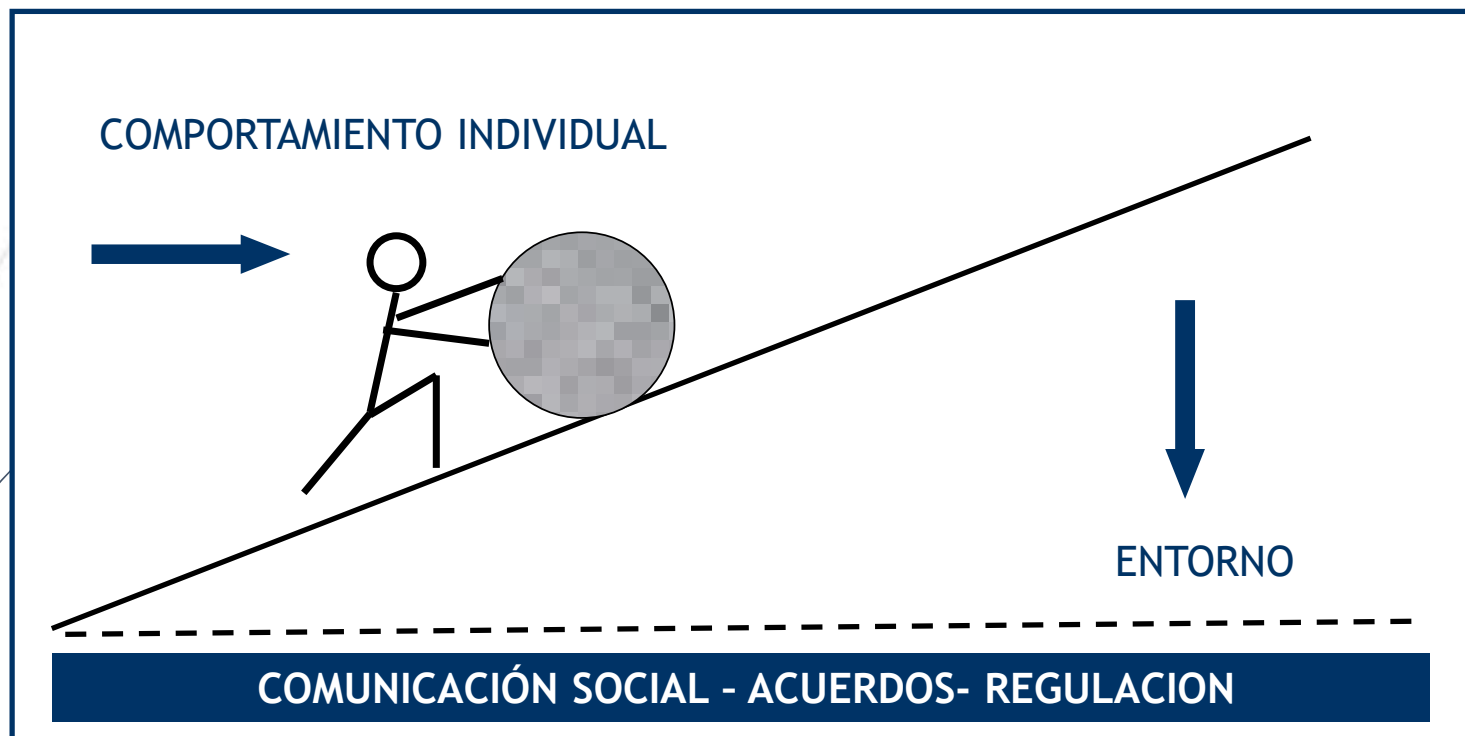 COMPORTAMIENTO INDIVIDUAL
ENTORNO
COMUNICACIÓN SOCIAL – ACUERDOS- REGULACION